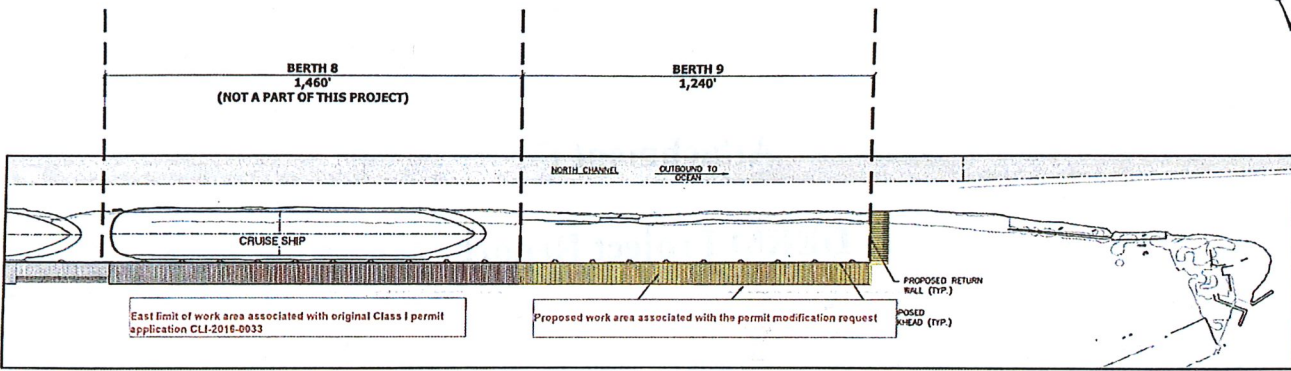 BERTH 8
1,460'
(NOT A PART OF THIS PROJECT)
BERTH 9
1,240'
NORTH CHANNEL
OUTBOUND TO
OCEAN
CRUISE SHIP
PROPOSED RETURN
WALL (TYP.)
POSED
KHEAD (TYP.)
East limit of work area associated with original Class I permit
application CLI-2016-0033
Proposed work area associated with the permit modification request